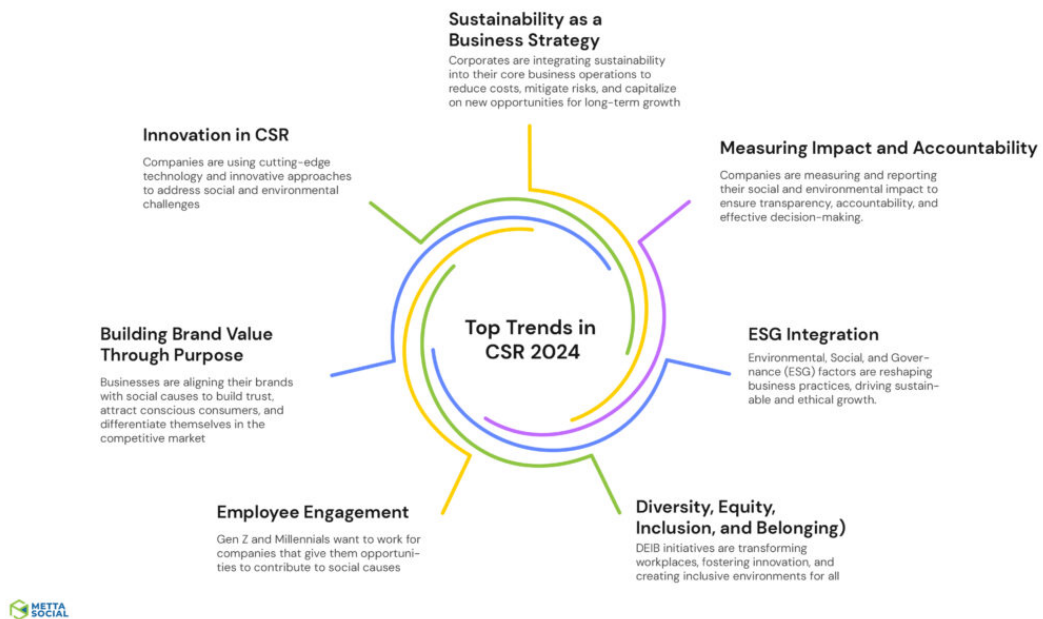 Sustainability as a
Business Strategy
Corporates are integrating sustainability
into their core business operations to
reduce costs, mitigate risks, and capitalize
on new opportunities for long-term growth
Innovation in CSR
Companies are using cutting-edge
technology and innovative approaches
to address social and environmental
challenges
Measuring Impact and Accountability
Companies are measuring and reporting
their social and environmental impact to
ensure transparency, accountability, and
effective decision-making.
Top Trends in
CSR 2024
Building Brand Value
Through Purpose
Businesses are aligning their brands
with social causes to build trust,
attract conscious consumers, and
differentiate themselves in the
competitive market
ESG Integration
Environmental, Social, and Gover-
nance (ESG) factors are reshaping
business practices, driving sustain-
able and ethical growth.
Employee Engagement
Gen Z and Millennials want to work for
companies that give them opportuni-
ties to contribute to social causes
Diversity, Equity,
Inclusion, and Belonging)
DEIB initiatives are transforming
workplaces, fostering innovation, and
creating inclusive environments for all
METTA
SOCIAL